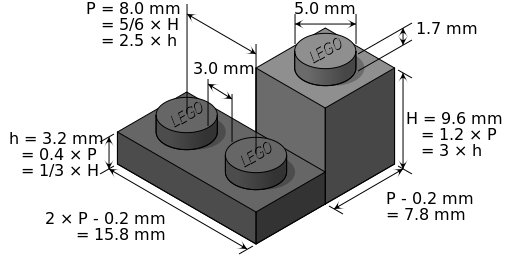 P = 8.0 mm
= 5/6 × H
= 2.5 × h
5.0 mm
1.7 mm
3.0 mm
LEGO
LEGO
LEGO
h = 3.2 mm
= 0.4 × P
= 1/3 × H
H = 9.6 mm
= 1.2 × P
= 3 × h
2 × P - 0.2 mm
= 15.8 mm
P - 0.2 mm
= 7.8 mm